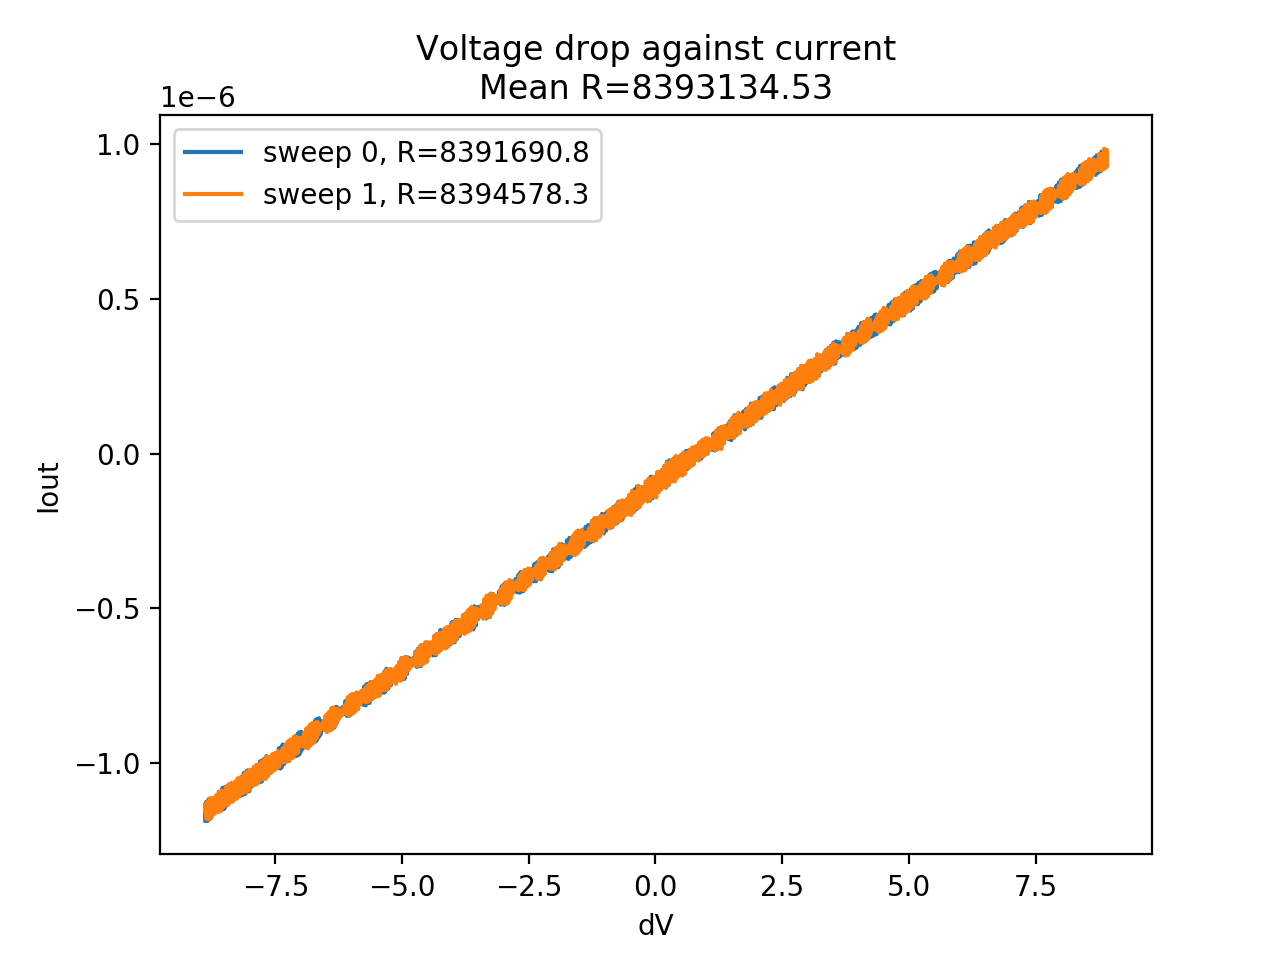 Voltage drop against current
Mean R=8393134.53
1e−6
sweep 0, R=8391690.8
sweep 1, R=8394578.3
1.0
0.5
0.0
−0.5
−1.0
Iout
−7.5 −5.0 −2.5 0.0 2.5 5.0 7.5
dV